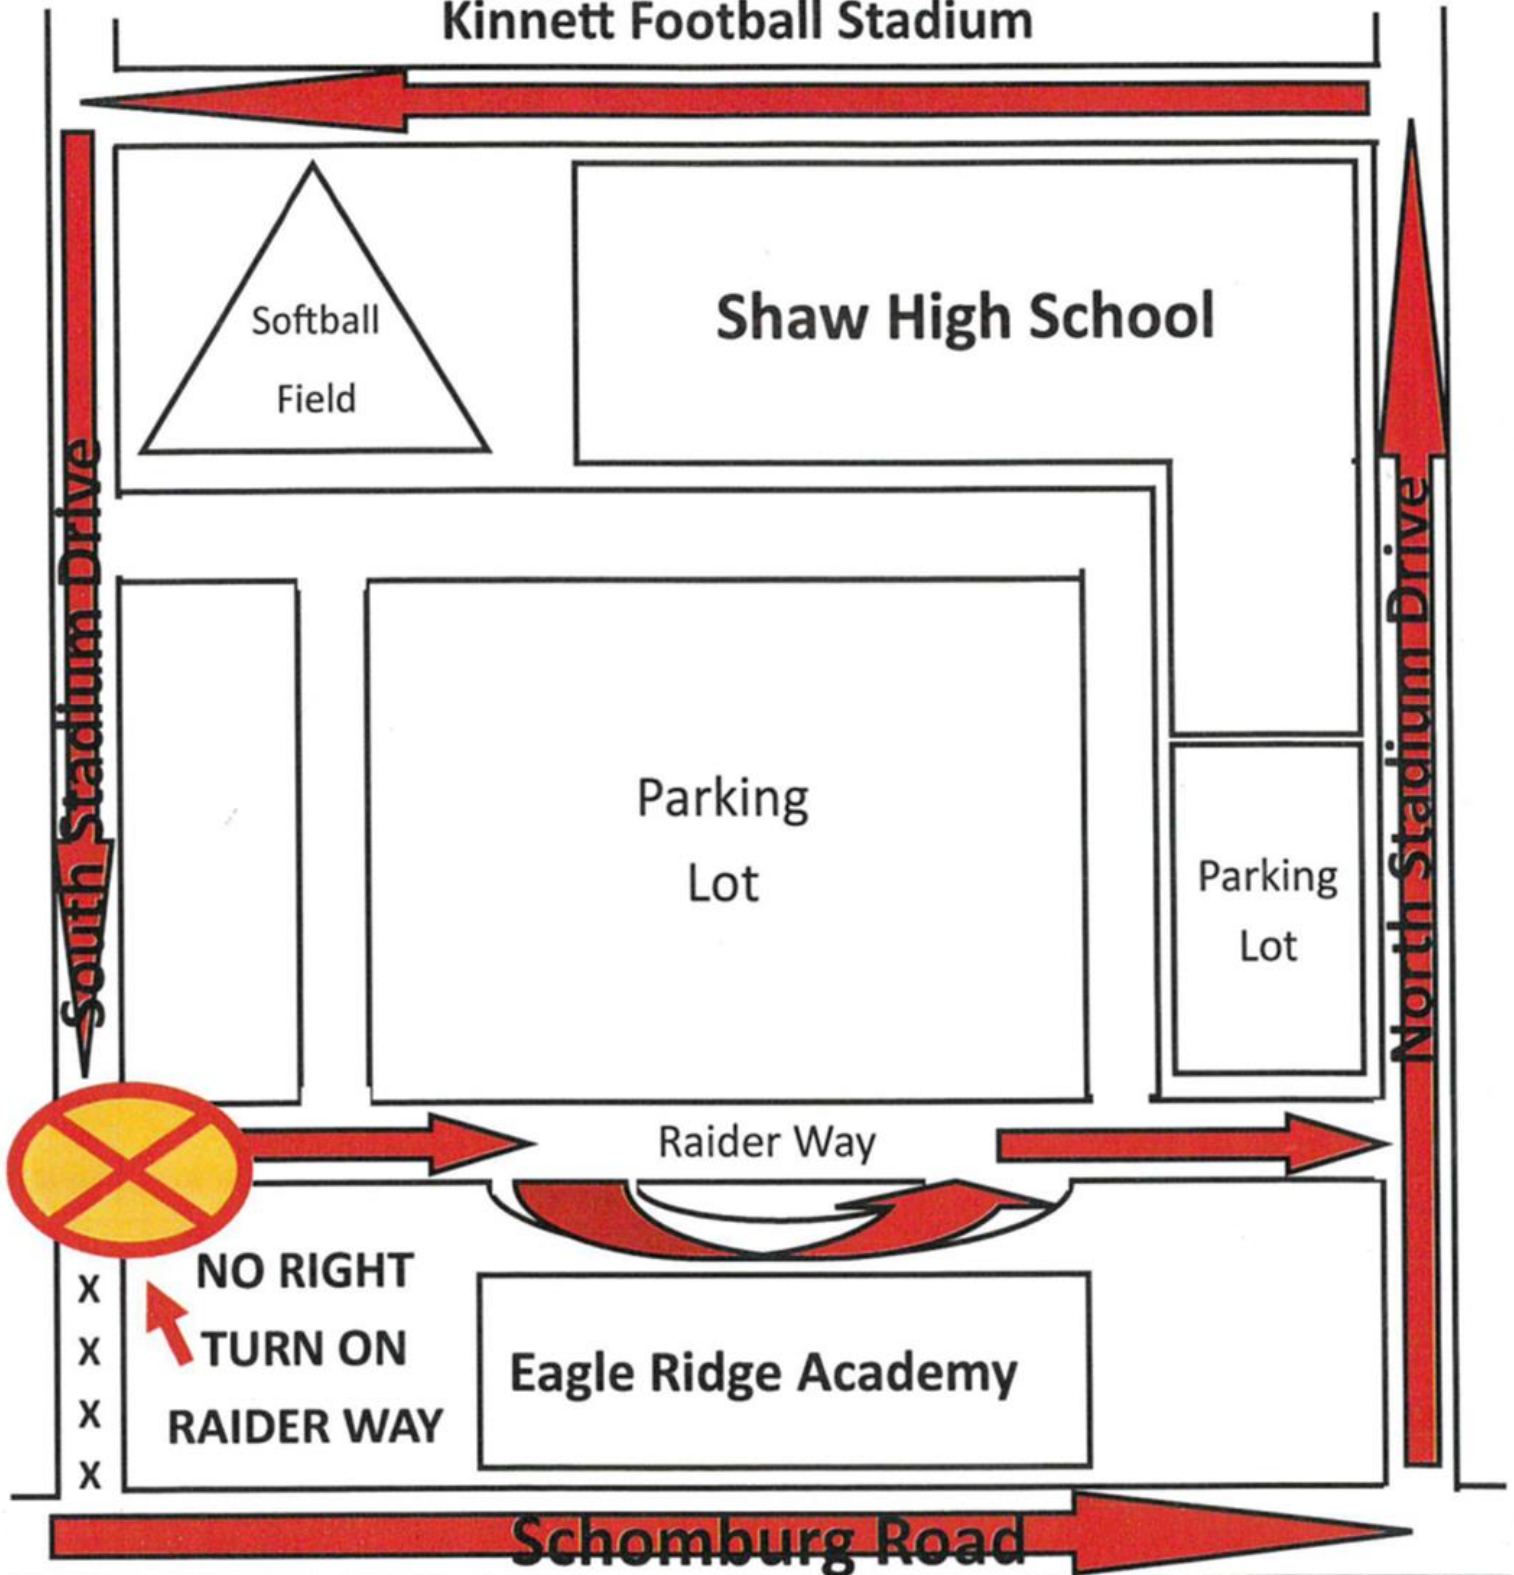 Kinnett Football Stadium
Softball
Field
Shaw High School
South Stadium Drive
North Stadium Drive
Parking
Lot
Parking
Lot
Raider Way
NO RIGHT
TURN ON
RAIDER WAY
X
X
X
X
Eagle Ridge Academy
Schomburg Road